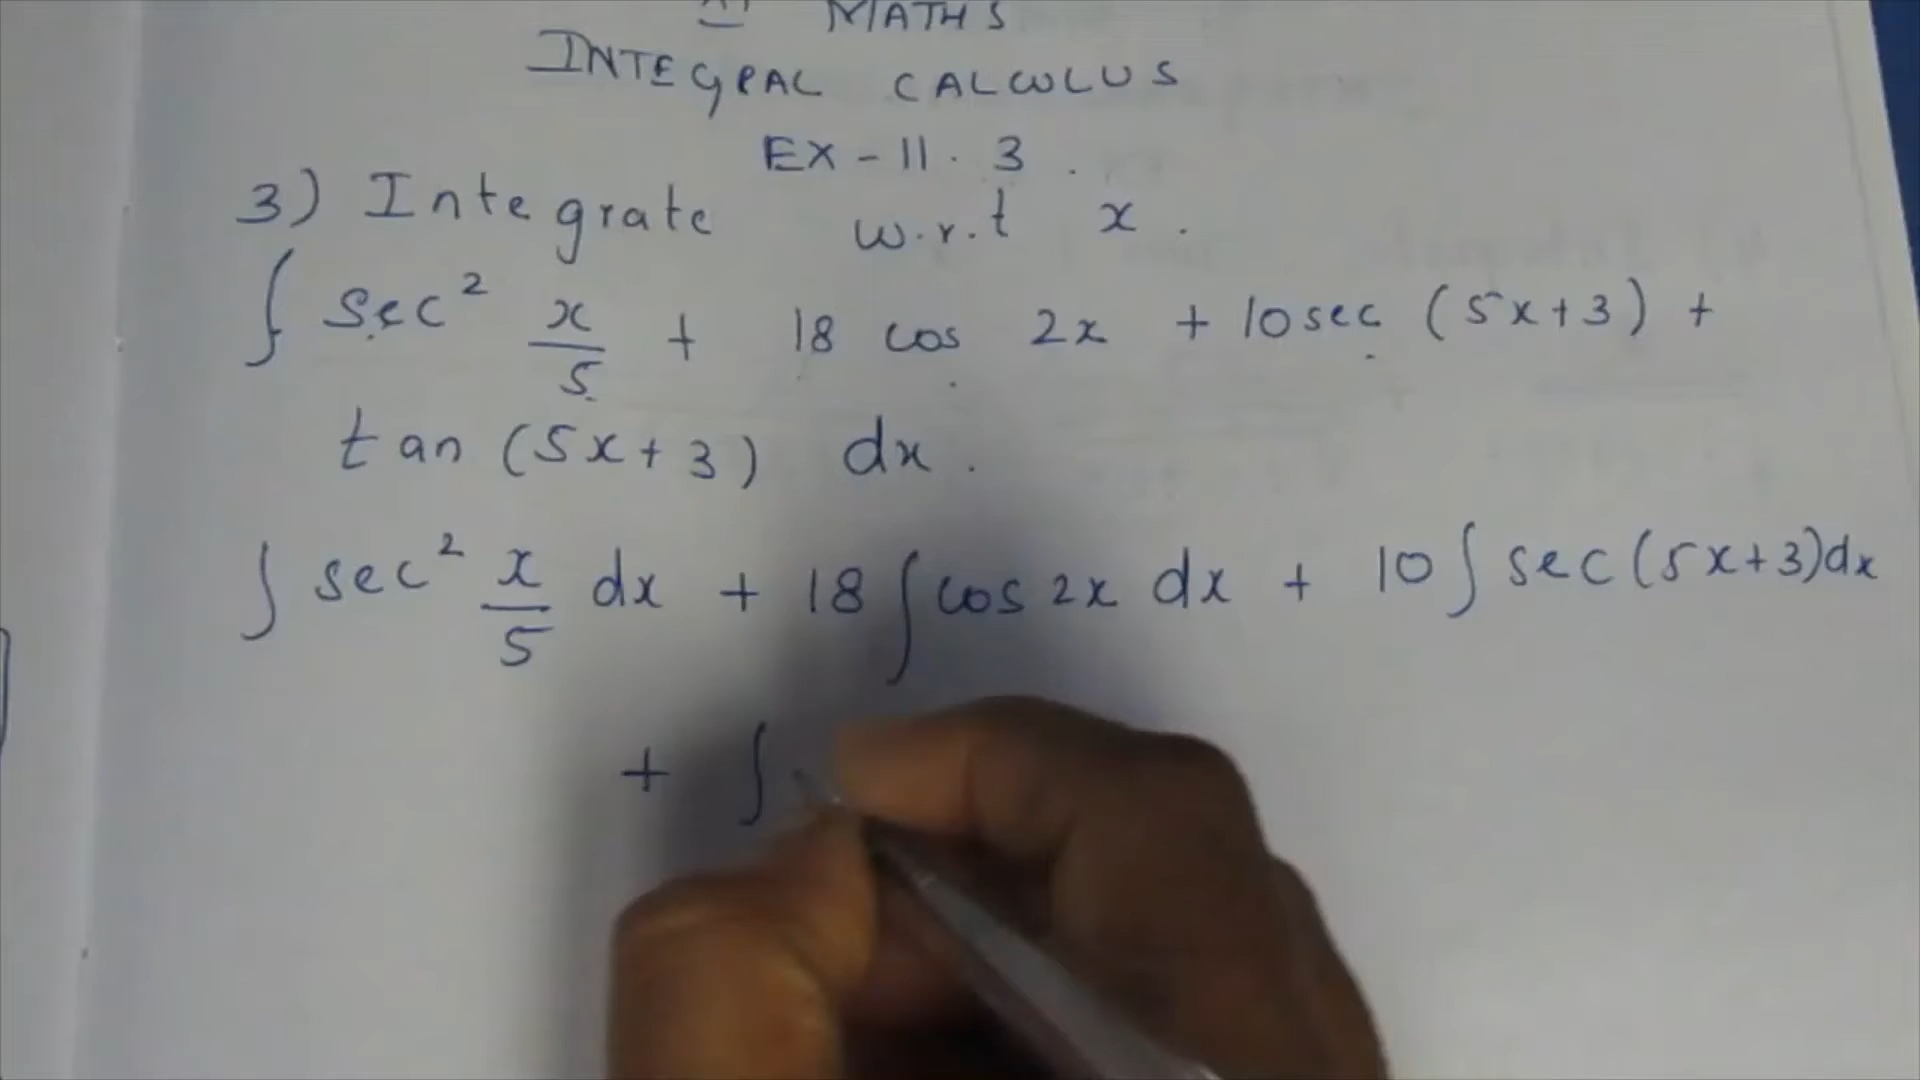 MATHS
INTEGRAL CALCULUS
EX - 11.3.
3) Integrate w.r.t x.
∫ sec² x/5 + 18 cos 2x + 10 sec (5x+3) +
tan (5x+3) dx.
∫ sec² x/5 dx + 18 ∫ cos 2x dx + 10 ∫ sec (5x+3)dx
+ ∫